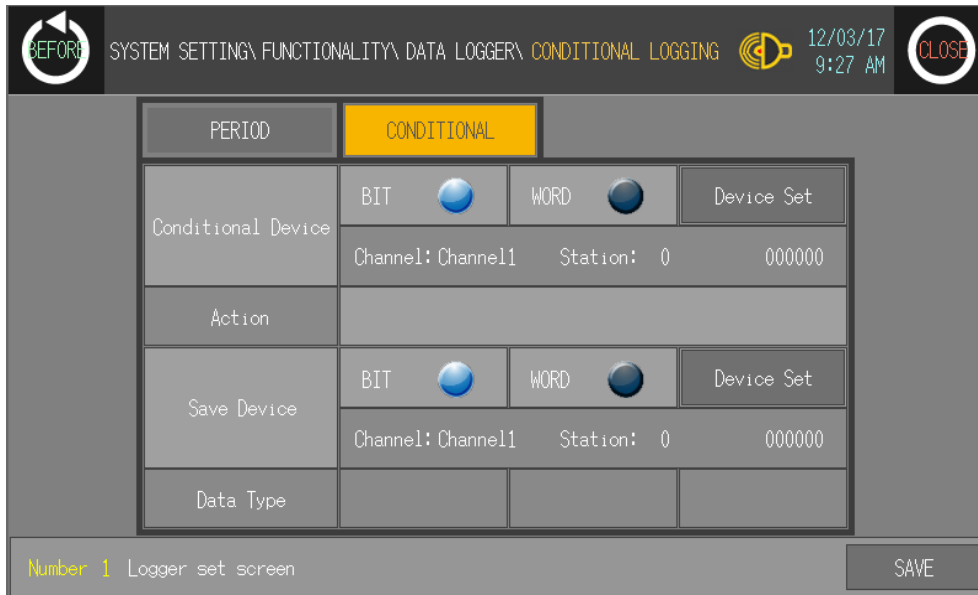 BEFORE SYSTEM SETTING\ FUNCTIONALITY\ DATA LOGGER\ CONDITIONAL LOGGING 12/03/17 9:27 AM CLOSE
PERIOD CONDITIONAL
Conditional Device
BIT WORD Device Set
Channel: Channel1 Station: 0 000000
Action
Save Device
BIT WORD Device Set
Channel: Channel1 Station: 0 000000
Data Type
Number 1 Logger set screen SAVE